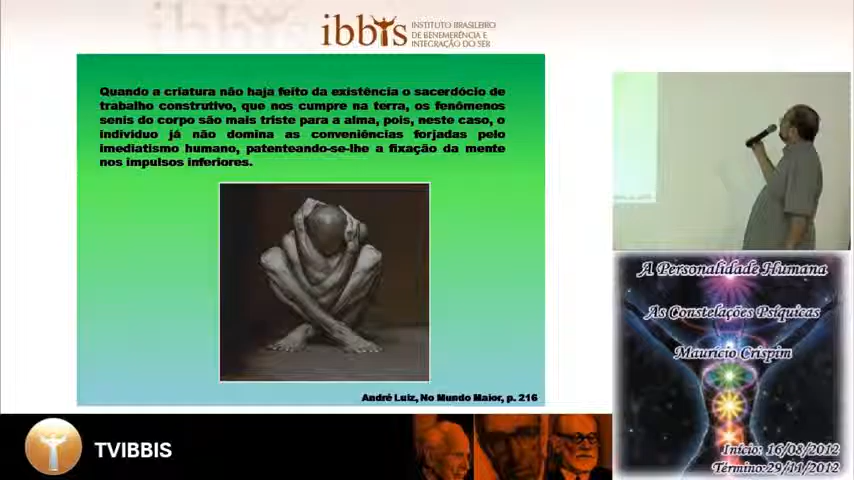 ibbis
INSTITUTO BRASILEIRO
DE BENEMERÊNCIA E
INTEGRAÇÃO DO SER
Quando a criatura não haja feito da existência o sacerdócio de
trabalho construtivo, que nos cumpre na terra, os fenômenos
senis do corpo são mais triste para a alma, pois, neste caso, o
indivíduo já não domina as conveniências forjadas pelo
imediatismo humano, patenteando-se-lhe a fixação da mente
nos impulsos inferiores.
André Luiz, No Mundo Maior, p. 216
A Personalidade Humana
As Constelações Psíquicas
Maurício Crispim
Início: 16/08/2012
Término:29/11/2012
TVIBBIS